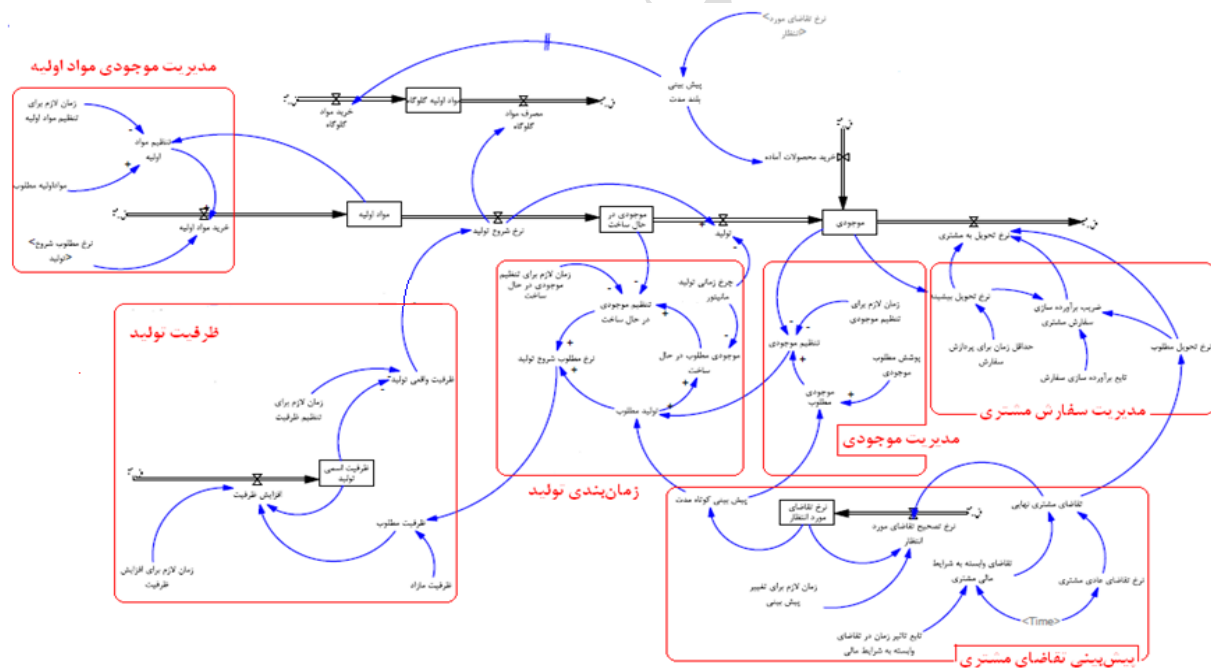 <نرخ تقاضای مورد
انتظار>
مدیریت موجودی مواد اولیه
زمان لازم برای
تنظیم مواد اولیه
تنظیم مواد
اولیه
مواداولیه مطلوب
خرید مواد اولیه
<نرخ مطلوب شروع
تولید>
خرید مواد
گلوگاه
مواد اولیه گلوگاه
مصرف مواد
گلوگاه
پیش بینی
بلند مدت
خرید محصولات آماده
مواد اولیه
نرخ شروع تولید
موجودی در
حال ساخت
تولید
موجودی
نرخ تحویل به مشتری
زمان لازم برای تنظیم
موجودی در حال
ساخت
چرخ زمانی تولید
مانیتور
تنظیم موجودی
در حال ساخت
نرخ مطلوب شروع تولید
موجودی مطلوب در حال
ساخت
تولید مطلوب
زمان‌بندی تولید
زمان لازم برای
تنظیم موجودی
تنظیم موجودی
پوشش مطلوب
موجودی
موجودی
مطلوب
مدیریت موجودی
نرخ تحویل بیشینه
ضریب برآورده سازی
سفارش مشتری
حداقل زمان برای پردازش
سفارش
نرخ تحویل مطلوب
تابع برآورده سازی سفارش
مدیریت سفارش مشتری
ظرفیت تولید
ظرفیت واقعی تولید
زمان لازم برای
تنظیم ظرفیت
ظرفیت اسمی
تولید
افزایش ظرفیت
ظرفیت مطلوب
زمان لازم برای افزایش
ظرفیت
ظرفیت مازاد
پیش بینی کوتاه مدت
نرخ تقاضای
مورد انتظار
نرخ تصحیح تقاضای مورد
انتظار
تقاضای مشتری نهایی
زمان لازم برای تغییر
پیش بینی
تقاضای وابسته به شرایط
مالی مشتری
نرخ تقاضای عادی مشتری
<Time>
تابع تاثیر زمان در تقاضای
وابسته به شرایط مالی
پیش‌بینی تقاضای مشتری